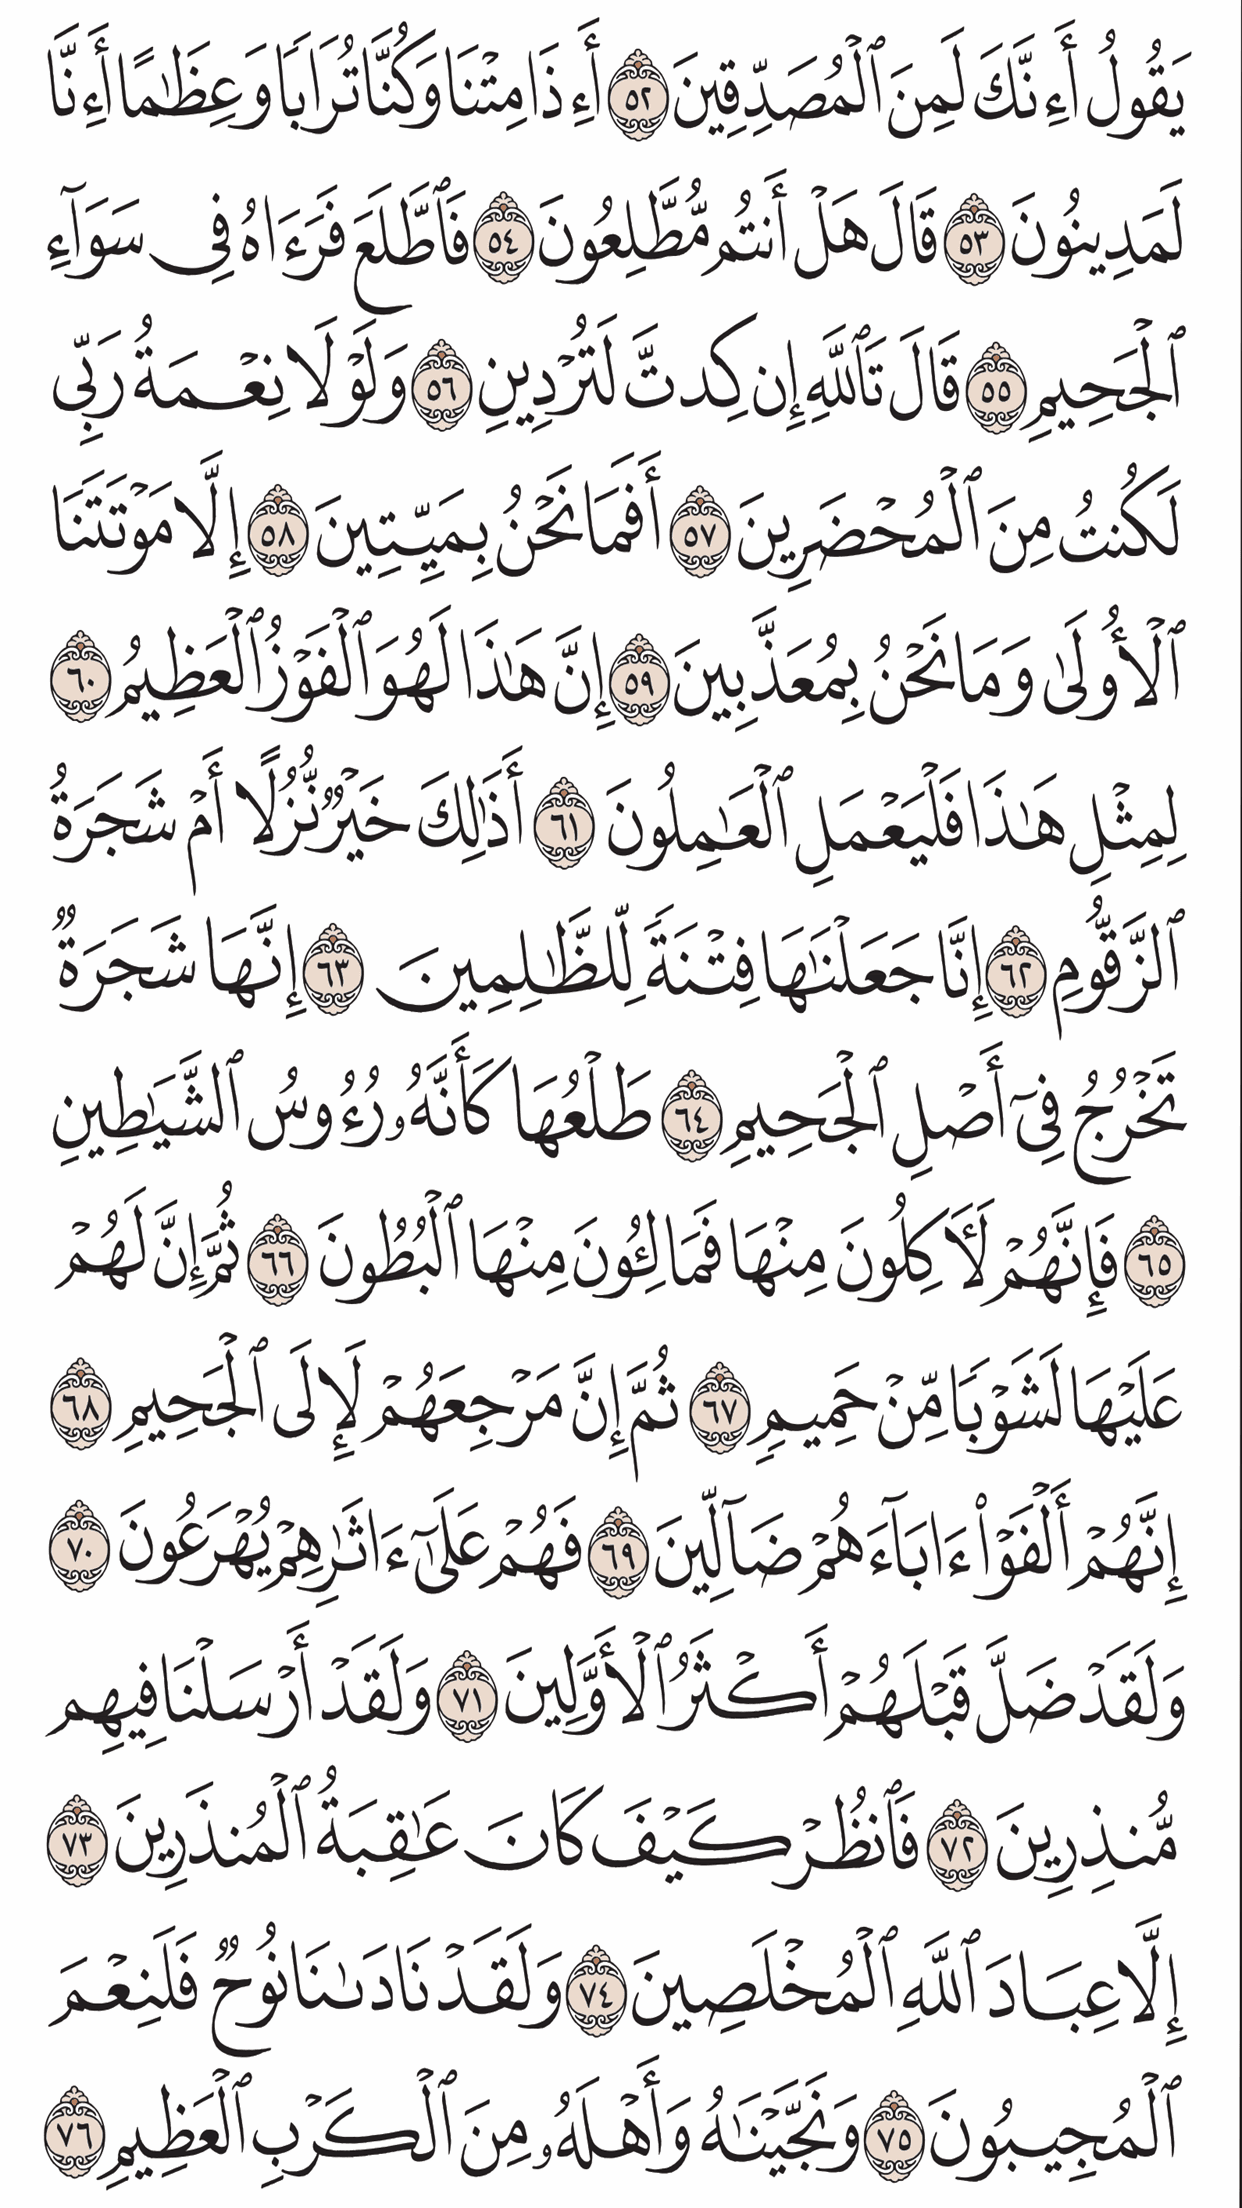 يَقُولُ أَءِنَّكَ لَمِنَ ٱلْمُصَدِّقِينَ ٥٢ أَءِذَا مِتْنَا وَكُنَّا تُرَابًا وَعِظَٰمًا أَءِنَّا
لَمَدِينُونَ ٥٣ قَالَ هَلْ أَنتُم مُّطَّلِعُونَ ٥٤ فَٱطَّلَعَ فَرَءَاهُ فِى سَوَآءِ
ٱلْجَحِيمِ ٥٥ قَالَ تَٱللَّهِ إِن كِدتَّ لَتُرْدِينِ ٥٦ وَلَوْلَا نِعْمَةُ رَبِّى
لَكُنتُ مِنَ ٱلْمُحْضَرِينَ ٥٧ أَفَمَا نَحْنُ بِمَيِّتِينَ ٥٨ إِلَّا مَوْتَتَنَا
ٱلْأُولَىٰ وَمَا نَحْنُ بِمُعَذَّبِينَ ٥٩ إِنَّ هَٰذَا لَهُوَ ٱلْفَوْزُ ٱلْعَظِيمُ ٦٠
لِمِثْلِ هَٰذَا فَلْيَعْمَلِ ٱلْعَٰمِلُونَ ٦١ أَذَٰلِكَ خَيْرٌ نُّزُلًا أَمْ شَجَرَةُ
ٱلزَّقُّومِ ٦٢ إِنَّا جَعَلْنَٰهَا فِتْنَةً لِّلظَّٰلِمِينَ ٦٣ إِنَّهَا شَجَرَةٌ
تَخْرُجُ فِىٓ أَصْلِ ٱلْجَحِيمِ ٦٤ طَلْعُهَا كَأَنَّهُۥ رُءُوسُ ٱلشَّيَٰطِينِ
٦٥ فَإِنَّهُمْ لَءَاكِلُونَ مِنْهَا فَمَالِـُٔونَ مِنْهَا ٱلْبُطُونَ ٦٦ ثُمَّ إِنَّ لَهُمْ
عَلَيْهَا لَشَوْبًا مِّنْ حَمِيمٍ ٦٧ ثُمَّ إِنَّ مَرْجِعَهُمْ لَإِلَى ٱلْجَحِيمِ ٦٨
إِنَّهُمْ أَلْفَوْا۟ ءَابَآءَهُمْ ضَآلِّينَ ٦٩ فَهُمْ عَلَىٰٓ ءَاثَٰرِهِمْ يُهْرَعُونَ ٧٠
وَلَقَدْ ضَلَّ قَبْلَهُمْ أَكْثَرُ ٱلْأَوَّلِينَ ٧١ وَلَقَدْ أَرْسَلْنَا فِيهِم
مُّنذِرِينَ ٧٢ فَٱنظُرْ كَيْفَ كَانَ عَٰقِبَةُ ٱلْمُنذَرِينَ ٧٣
إِلَّا عِبَادَ ٱللَّهِ ٱلْمُخْلَصِينَ ٧٤ وَلَقَدْ نَادَىٰنَا نُوحٌ فَلَنِعْمَ
ٱلْمُجِيبُونَ ٧٥ وَنَجَّيْنَٰهُ وَأَهْلَهُۥ مِنَ ٱلْكَرْبِ ٱلْعَظِيمِ ٧٦